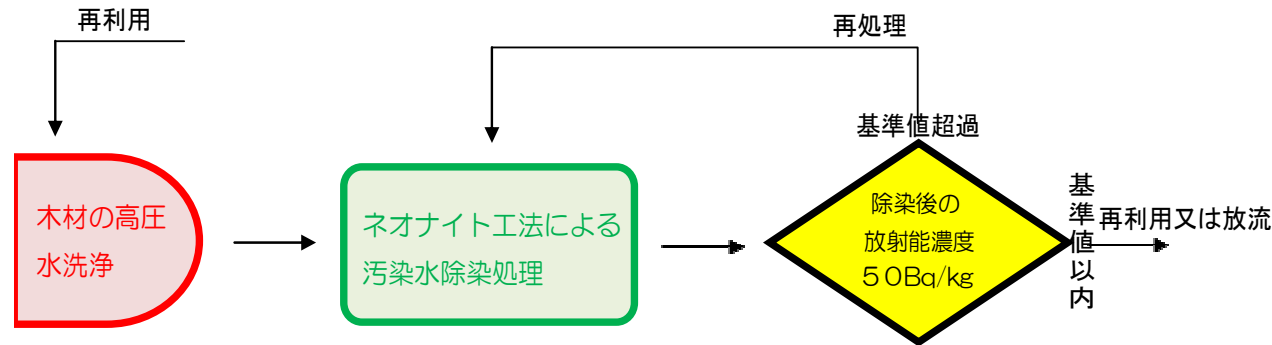 再利用
再処理
基準値超過
木材の高圧
水洗浄
ネオナイト工法による
汚染水除染処理
除染後の
放射能濃度
５０Bq/kg
基準値以内
再利用又は放流